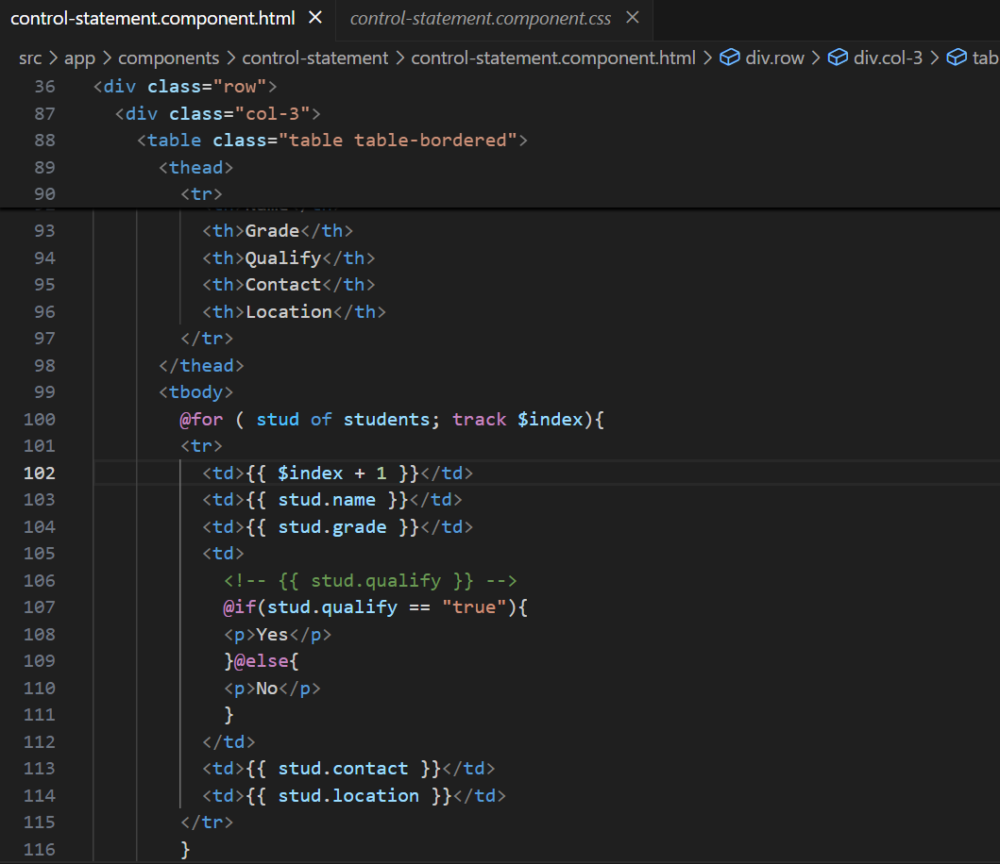 control-statement.component.html × control-statement.component.css ×
src > app > components > control-statement > control-statement.component.html > div.row > div.col-3 > tab
36 <div class="row">
87 <div class="col-3">
88 <table class="table table-bordered">
89 <thead>
90 <tr>
93 <th>Grade</th>
94 <th>Qualify</th>
95 <th>Contact</th>
96 <th>Location</th>
97 </tr>
98 </thead>
99 <tbody>
100 @for ( stud of students; track $index){
101 <tr>
102 <td>{{ $index + 1 }}</td>
103 <td>{{ stud.name }}</td>
104 <td>{{ stud.grade }}</td>
105 <td>
106 <!-- {{ stud.qualify }} -->
107 @if(stud.qualify == "true"){
108 <p>Yes</p>
109 }@else{
110 <p>No</p>
111 }
112 </td>
113 <td>{{ stud.contact }}</td>
114 <td>{{ stud.location }}</td>
115 </tr>
116 }